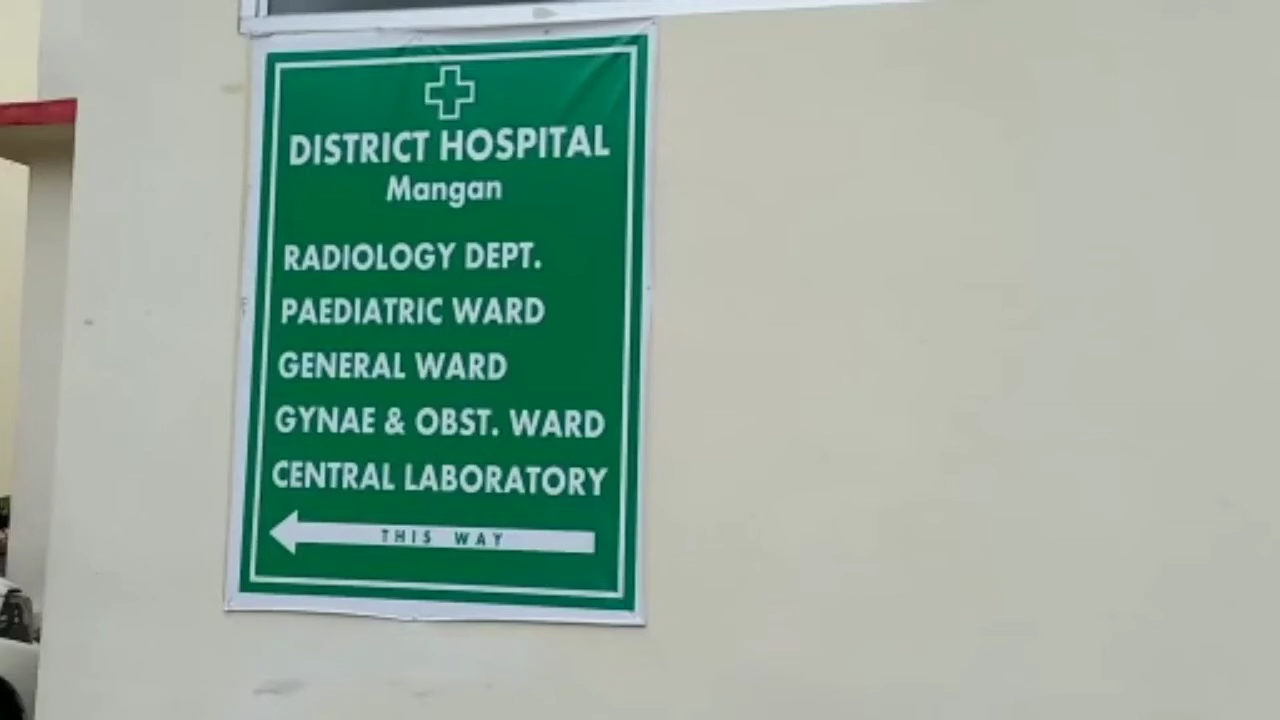 DISTRICT HOSPITAL
Mangan
RADIOLOGY DEPT.
PAEDIATRIC WARD
GENERAL WARD
GYNAE & OBST. WARD
CENTRAL LABORATORY
THIS WAY